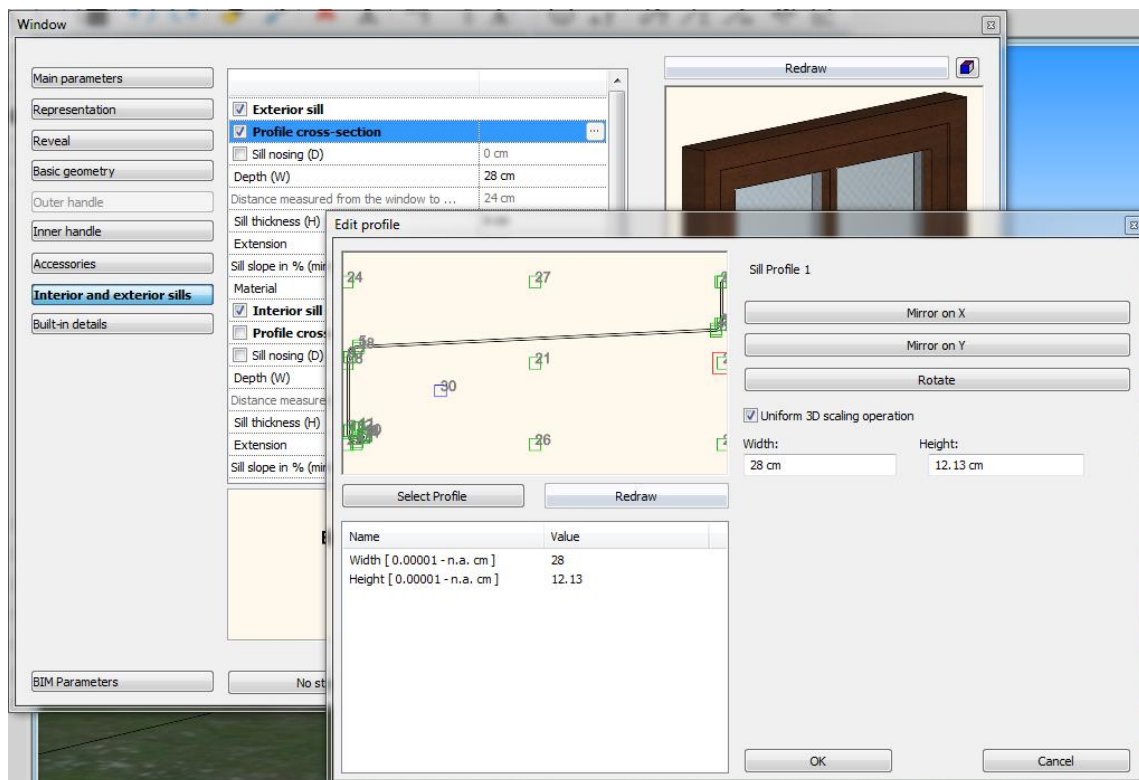 Window
Redraw
Main parameters
Representation
Reveal
Basic geometry
Outer handle
Inner handle
Accessories
Interior and exterior sills
Built-in details
BIM Parameters
Exterior sill
Profile cross-section ...
Sill nosing (D) 0 cm
Depth (W) 28 cm
Distance measured from the window to ... 24 cm
Sill thickness (H)
Extension
Sill slope in % (
Material
Interior sill
Profile
Sill nosing (D)
Depth (W)
Distance
Sill thickness (H)
Extension
Sill slope in % (
No
Edit profile
24 27
21
30
26
Select Profile Redraw
Name Value
Width [ 0.00001 - n.a. cm ] 28
Height [ 0.00001 - n.a. cm ] 12.13
Sill Profile 1
Mirror on X
Mirror on Y
Rotate
Uniform 3D scaling operation
Width: Height:
28 cm 12.13 cm
OK Cancel